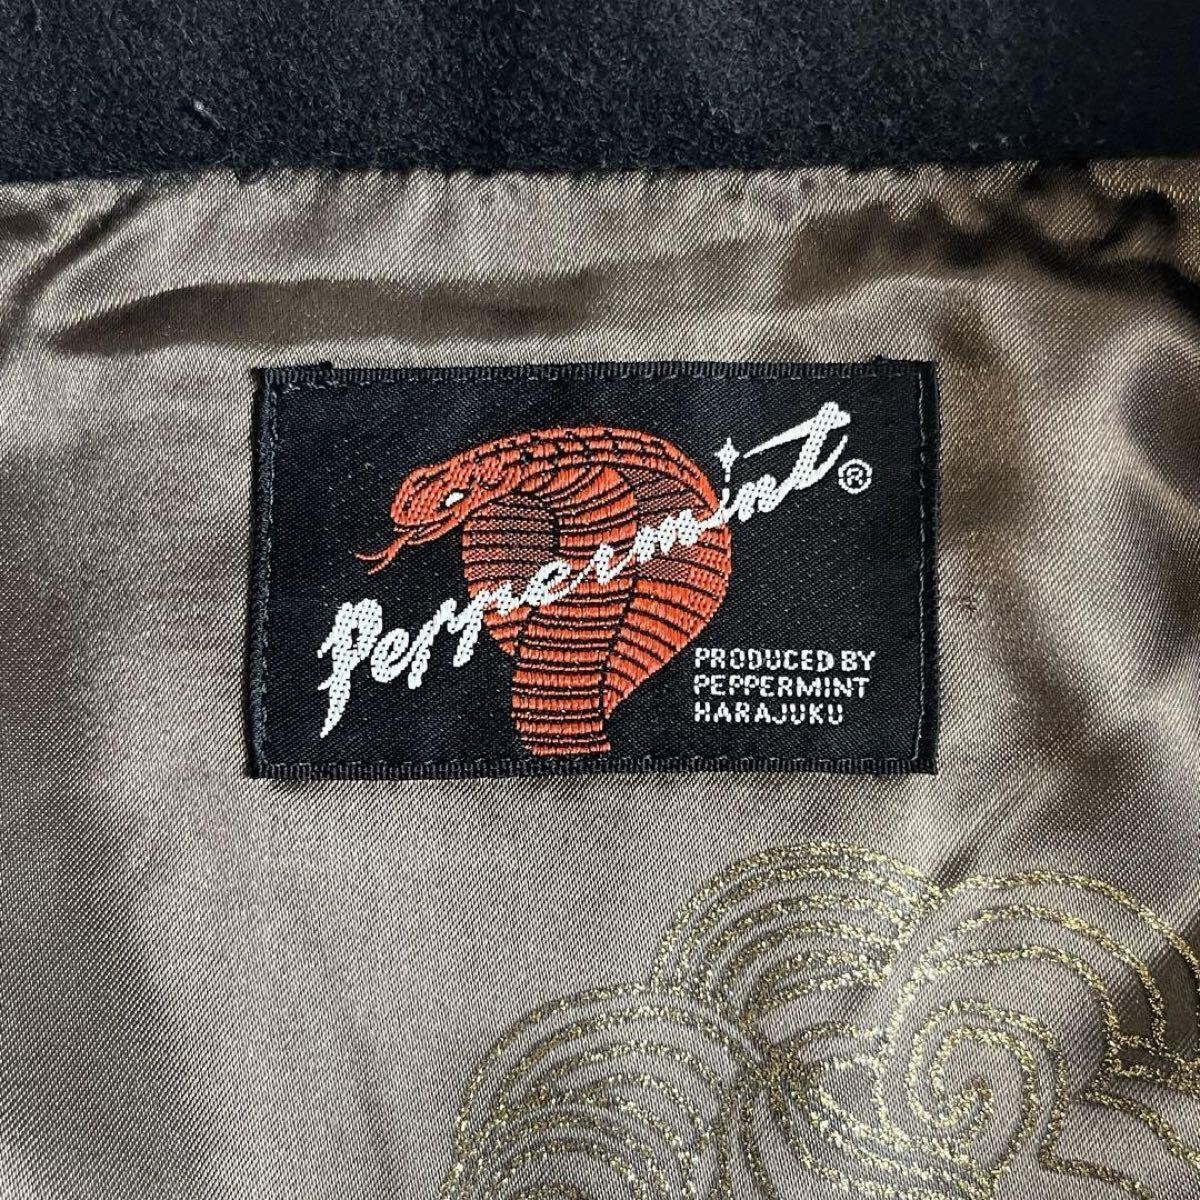 Peppermint®
PRODUCED BY
PEPPERMINT
HARAJUKU